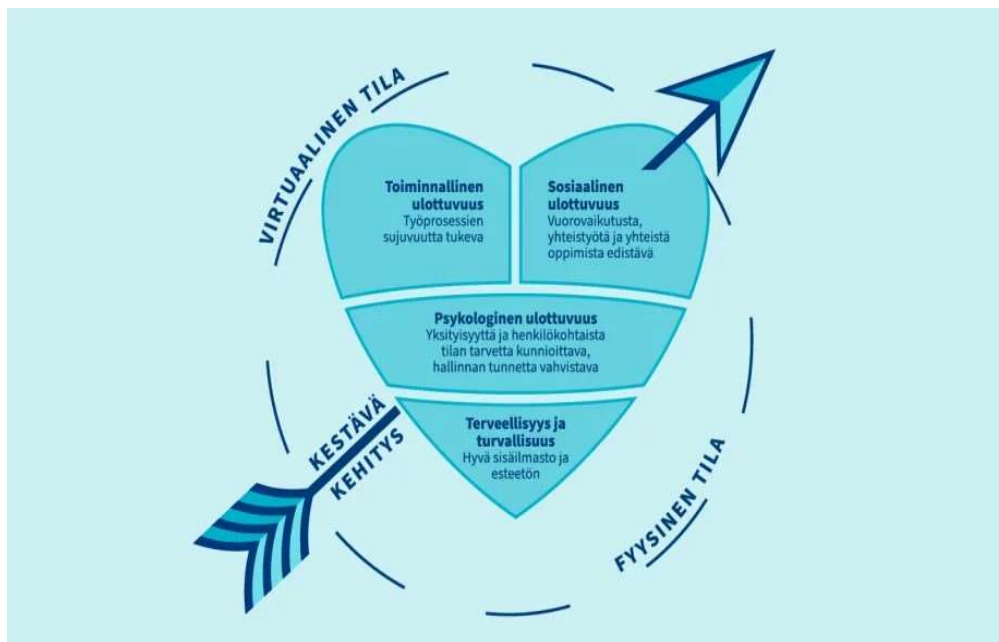 VIRTUAALINEN TILA
Toiminnallinen
ulottuvuus
Työprosessien
sujuvuutta tukeva
Sosiaalinen
ulottuvuus
Vuorovaikutusta,
yhteistyötä ja yhteistä
oppimista edistävä
Psykologinen ulottuvuus
Yksityisyyttä ja henkilökohtaista
tilan tarvetta kunnioittava,
hallinnan tunnetta vahvistava
Terveellisyys ja
turvallisuus
Hyvä sisäilmasto ja
esteetön
KESTÄVÄ
KEHITYS
FYYSINEN TILA